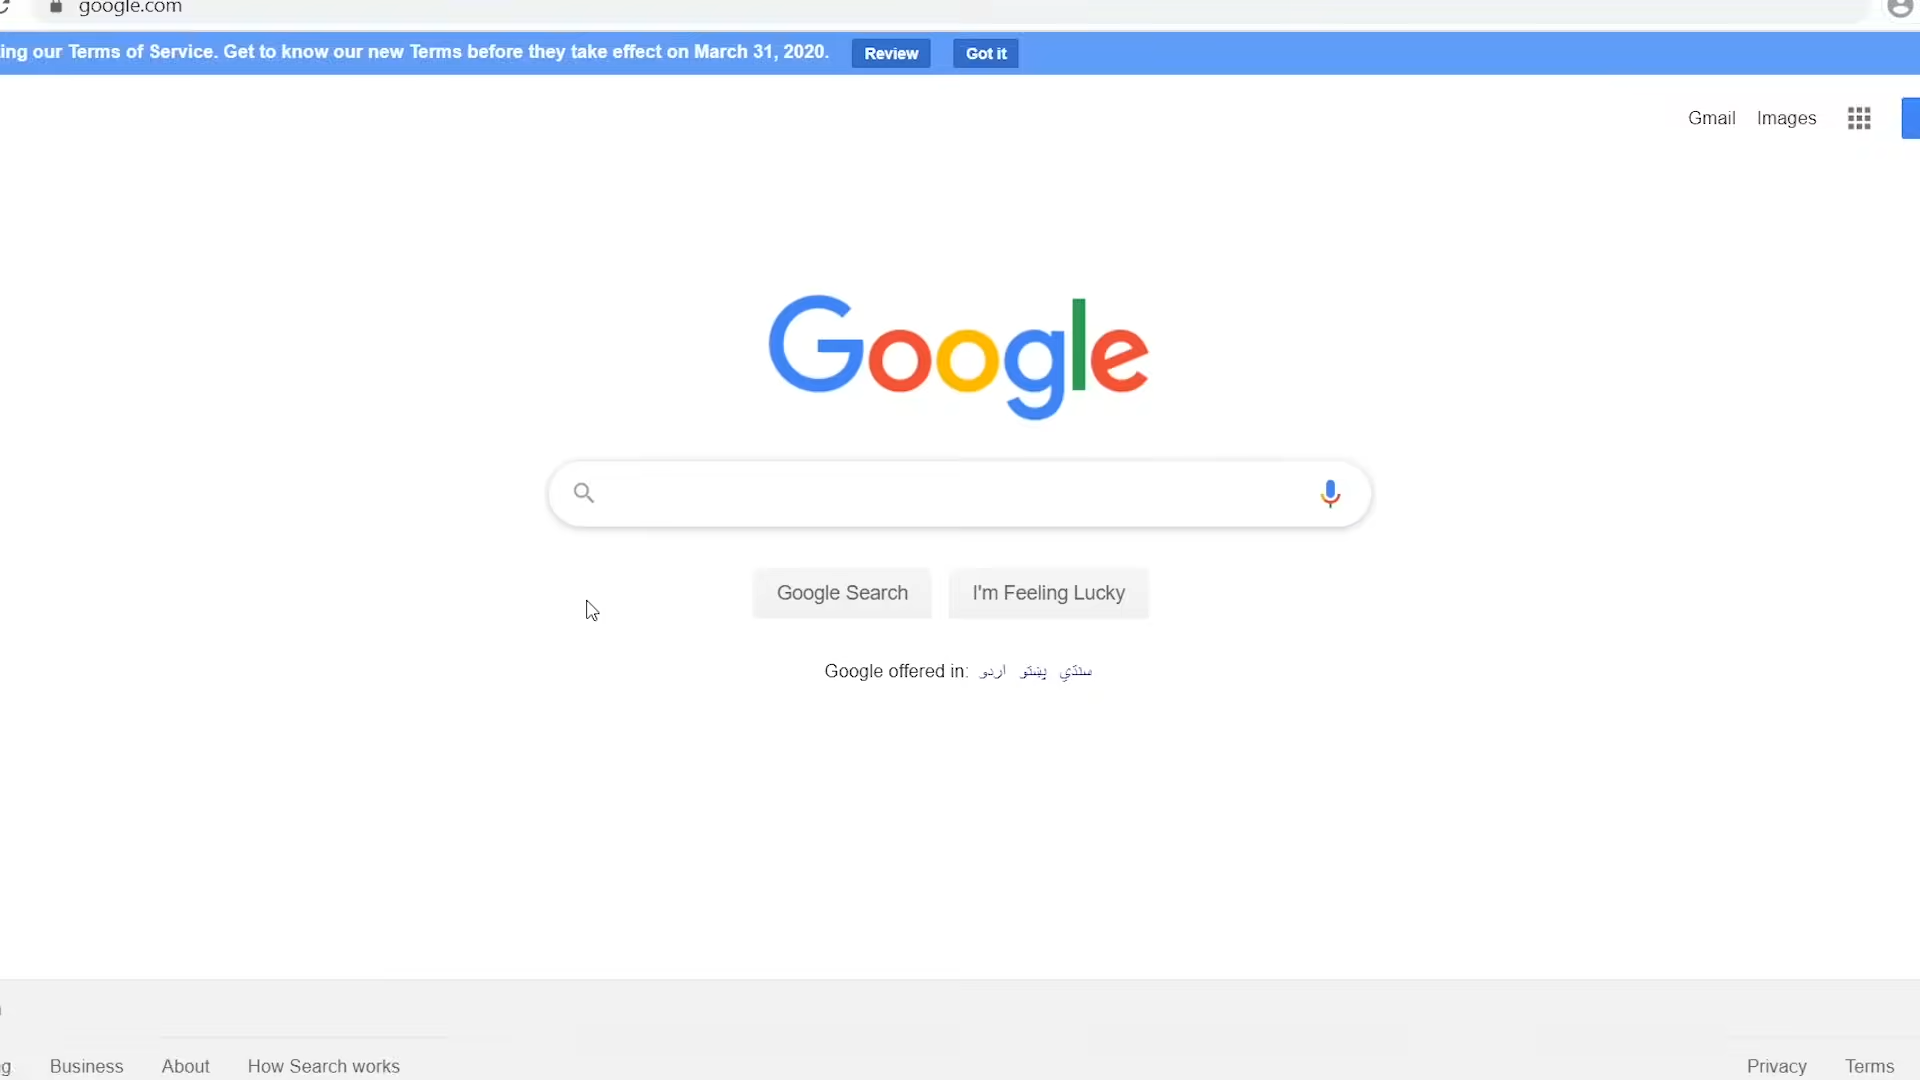 google.com
our Terms of Service. Get to know our new Terms before they take effect on March 31, 2020. Review Got it
Gmail Images
Google
Google Search I'm Feeling Lucky
Google offered in: اردو پښتو سنڌي
Business About How Search works Privacy Terms